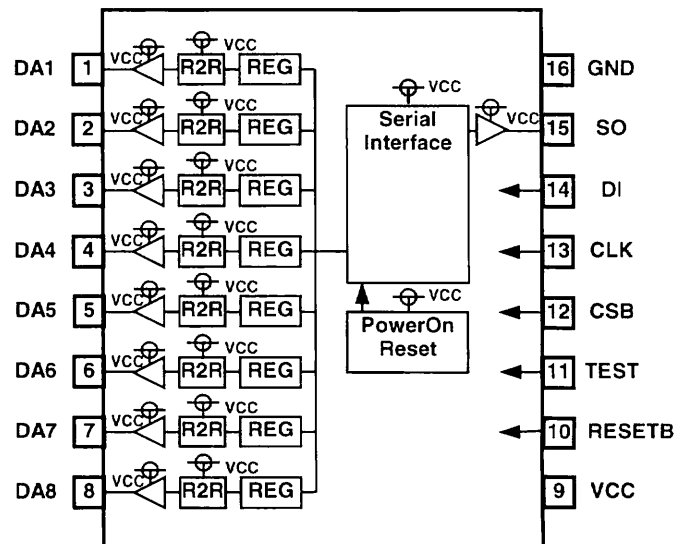 DA1 1 VCC R2R VCC REG 16 GND
DA2 2 VCC R2R VCC REG Serial Interface VCC VCC 15 SO
DA3 3 VCC R2R VCC REG 14 DI
DA4 4 VCC R2R VCC REG 13 CLK
DA5 5 VCC R2R VCC REG PowerOn Reset VCC 12 CSB
DA6 6 VCC R2R VCC REG 11 TEST
DA7 7 VCC R2R VCC REG 10 RESETB
DA8 8 VCC R2R VCC REG 9 VCC